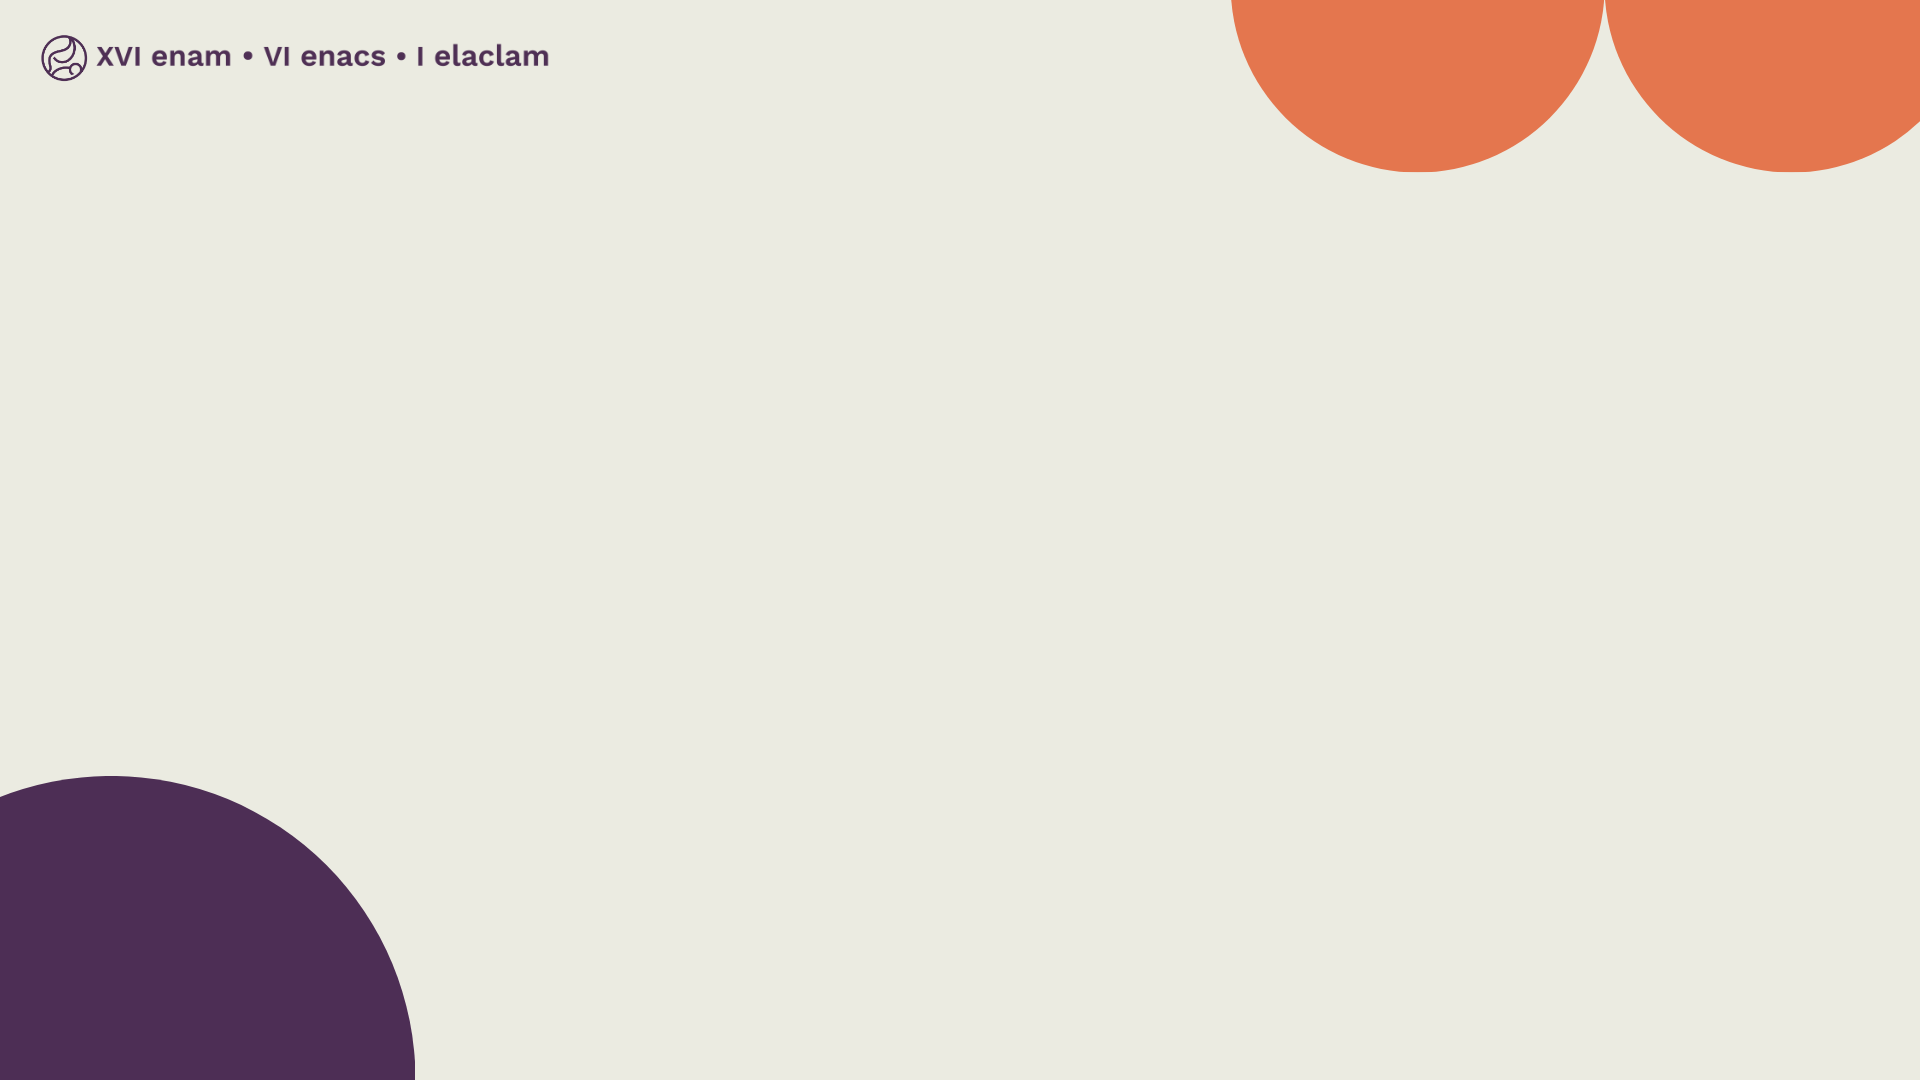 XVI enam • VI enacs • I elaclam